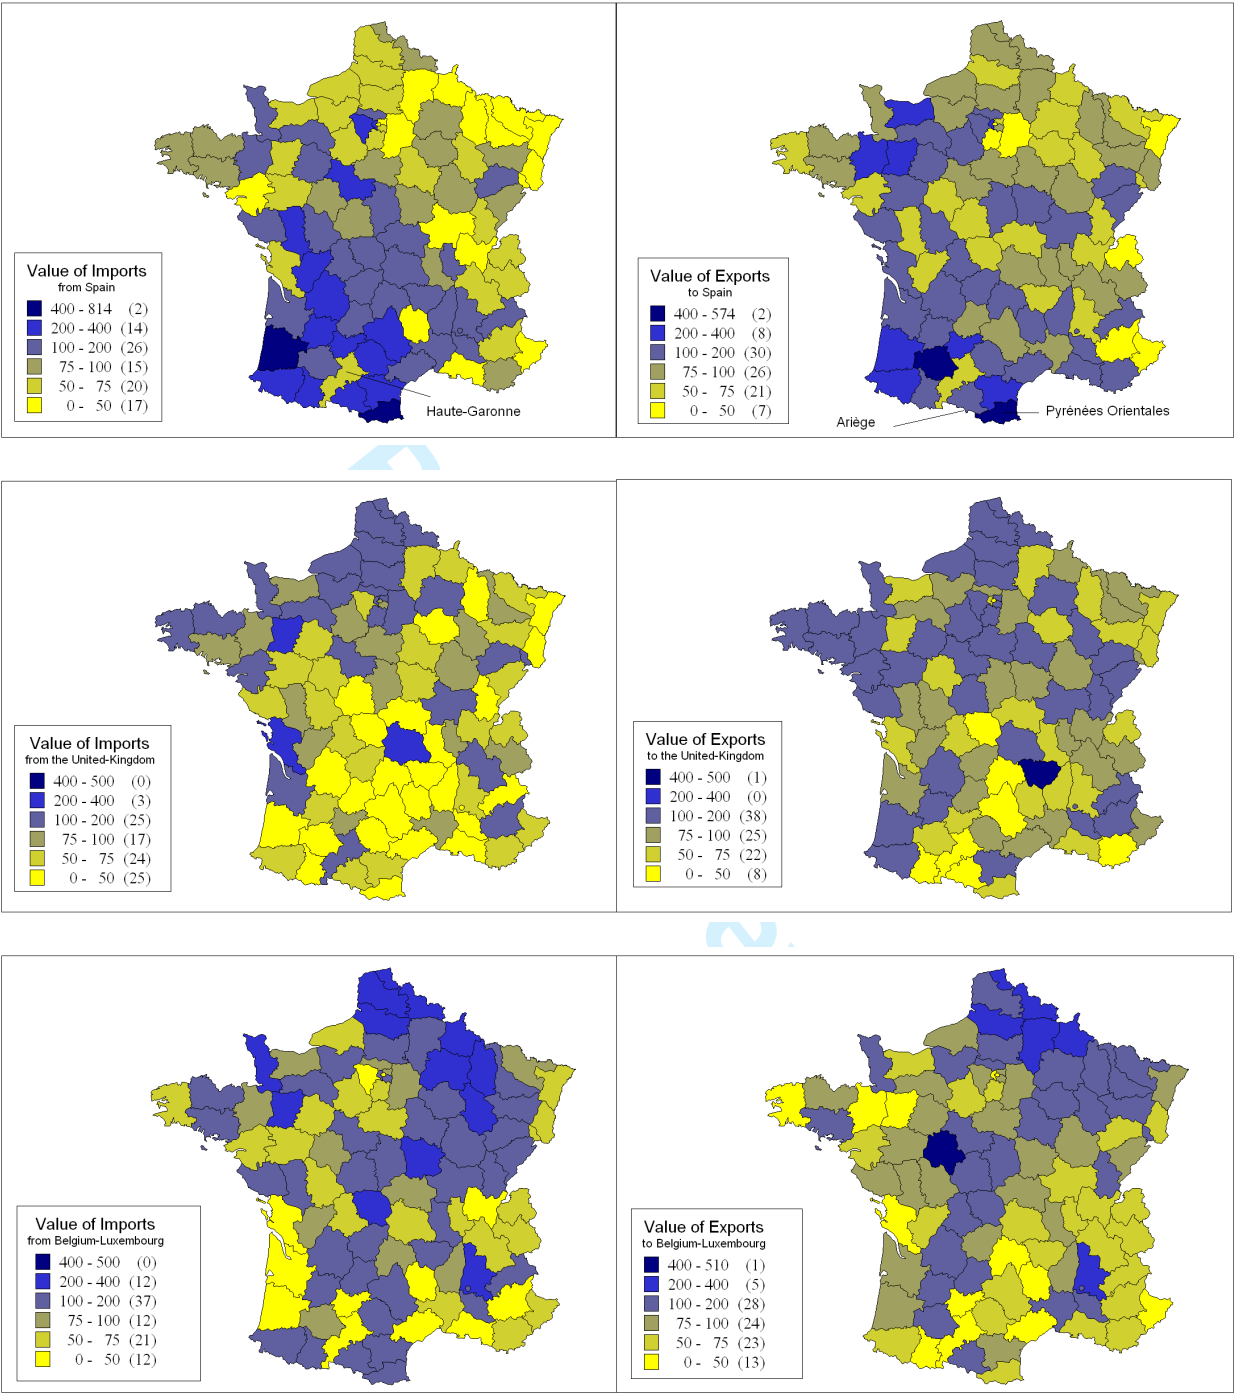 Value of Imports
from Spain
400 - 814 (2)
200 - 400 (14)
100 - 200 (26)
75 - 100 (15)
50 - 75 (20)
0 - 50 (17)
Haute-Garonne
Value of Exports
to Spain
400 - 574 (2)
200 - 400 (8)
100 - 200 (30)
75 - 100 (26)
50 - 75 (21)
0 - 50 (7)
Ariège
Pyrénées Orientales
Value of Imports
from the United-Kingdom
400 - 500 (0)
200 - 400 (3)
100 - 200 (25)
75 - 100 (17)
50 - 75 (24)
0 - 50 (25)
Value of Exports
to the United-Kingdom
400 - 500 (1)
200 - 400 (0)
100 - 200 (38)
75 - 100 (25)
50 - 75 (22)
0 - 50 (8)
Value of Imports
from Belgium-Luxembourg
400 - 500 (0)
200 - 400 (12)
100 - 200 (37)
75 - 100 (12)
50 - 75 (21)
0 - 50 (12)
Value of Exports
to Belgium-Luxembourg
400 - 510 (1)
200 - 400 (5)
100 - 200 (28)
75 - 100 (24)
50 - 75 (23)
0 - 50 (13)